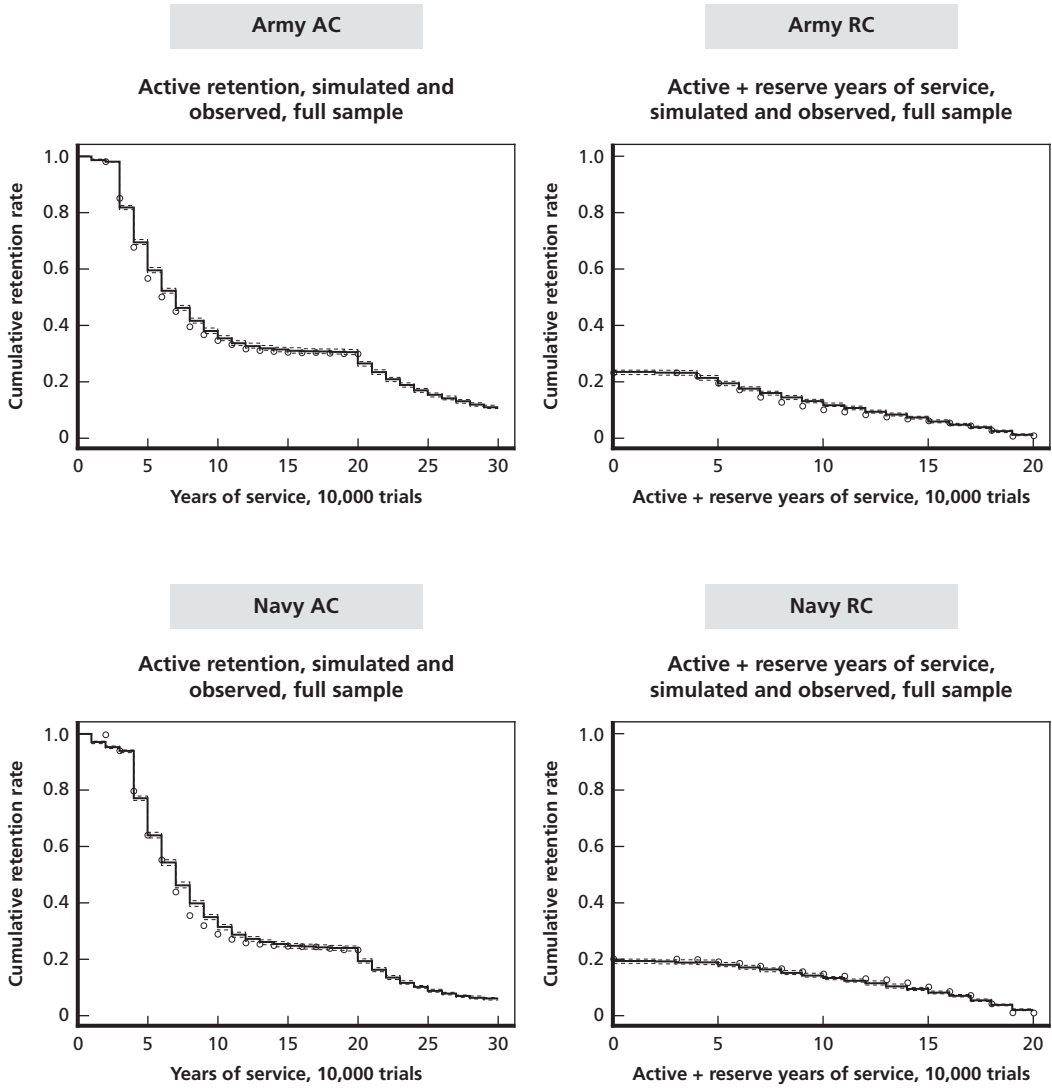 Army AC
Active retention, simulated and
observed, full sample
Cumulative retention rate
1.0
0.8
0.6
0.4
0.2
0
0 5 10 15 20 25 30
Years of service, 10,000 trials
Army RC
Active + reserve years of service,
simulated and observed, full sample
Cumulative retention rate
1.0
0.8
0.6
0.4
0.2
0
0 5 10 15 20
Active + reserve years of service, 10,000 trials
Navy AC
Active retention, simulated and
observed, full sample
Cumulative retention rate
1.0
0.8
0.6
0.4
0.2
0
0 5 10 15 20 25 30
Years of service, 10,000 trials
Navy RC
Active + reserve years of service,
simulated and observed, full sample
Cumulative retention rate
1.0
0.8
0.6
0.4
0.2
0
0 5 10 15 20
Active + reserve years of service, 10,000 trials